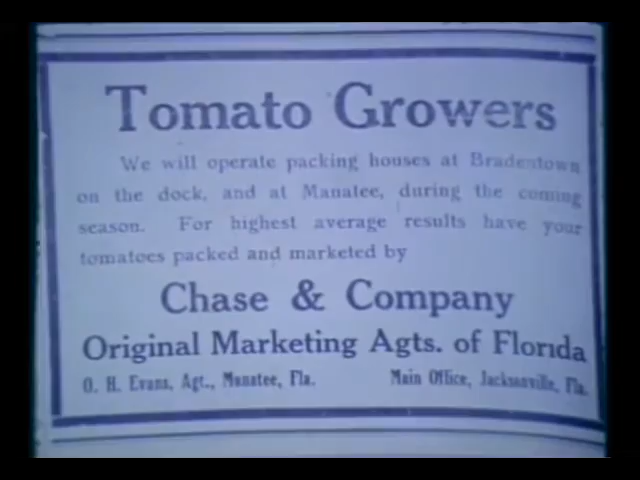 Tomato Growers
We will operate packing houses at Bradentown
on the dock, and at Manatee, during the coming
season. For highest average results have your
tomatoes packed and marketed by
Chase & Company
Original Marketing Agts. of Florida
O. H. Evans, Agt., Manatee, Fla. Main Office, Jacksonville, Fla.